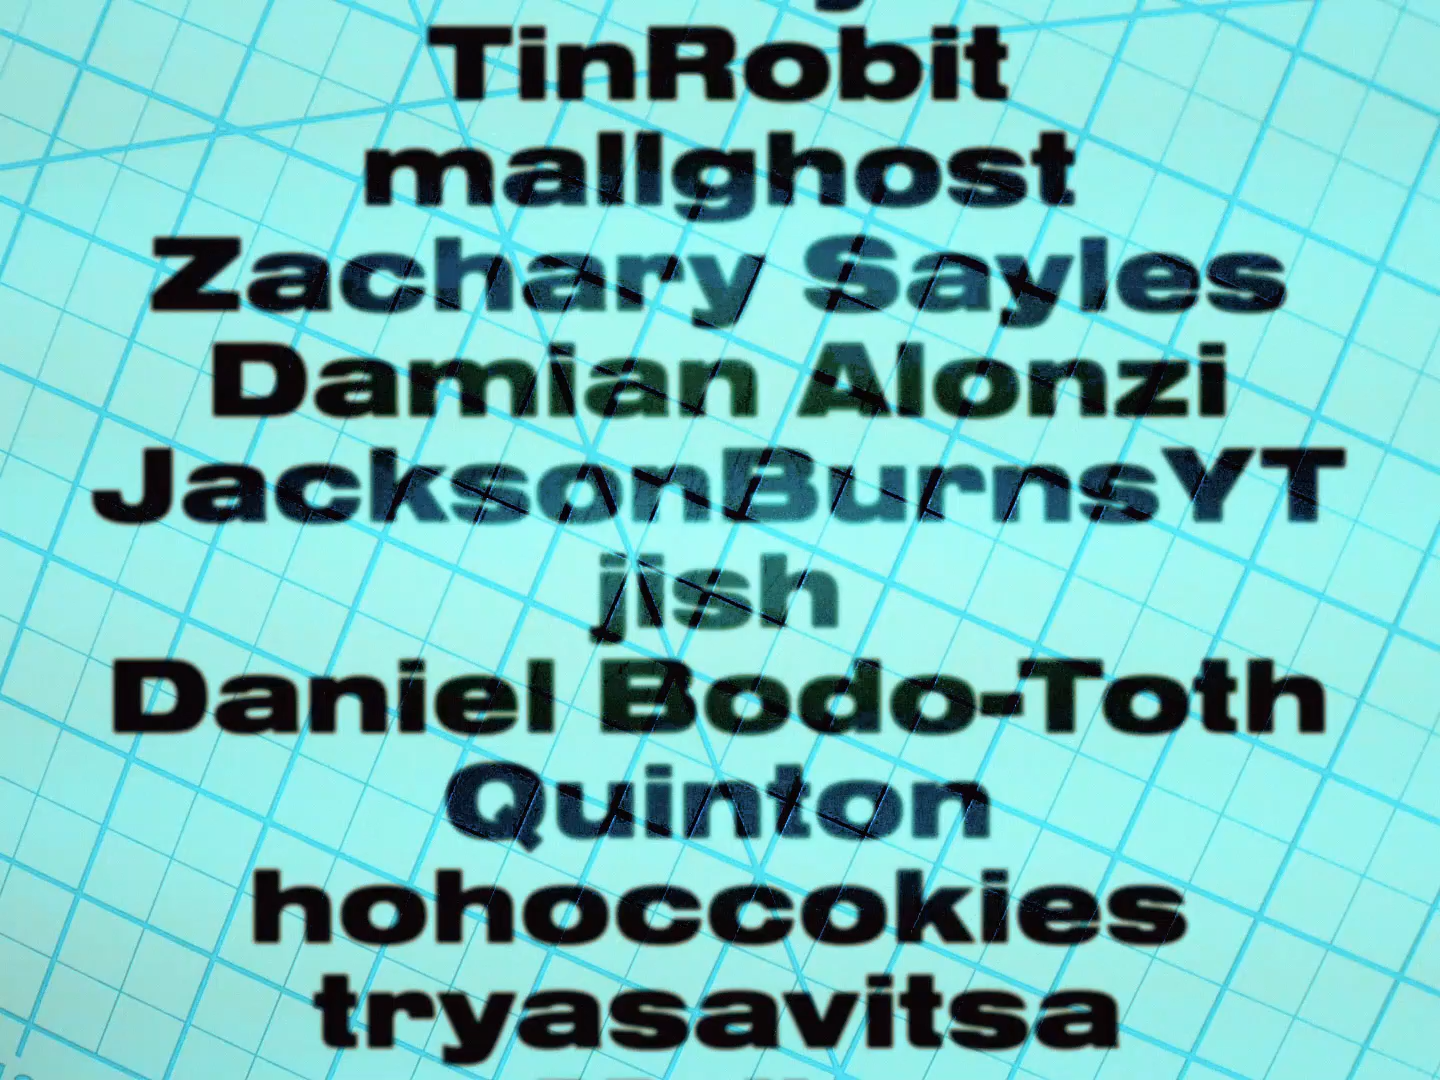 TinRobit
mallghost
Zachary Sayles
Damian Alonzi
JacksonBurnsYT
jish
Daniel Bodo-Toth
Quinton
hohoccokies
tryasavitsa